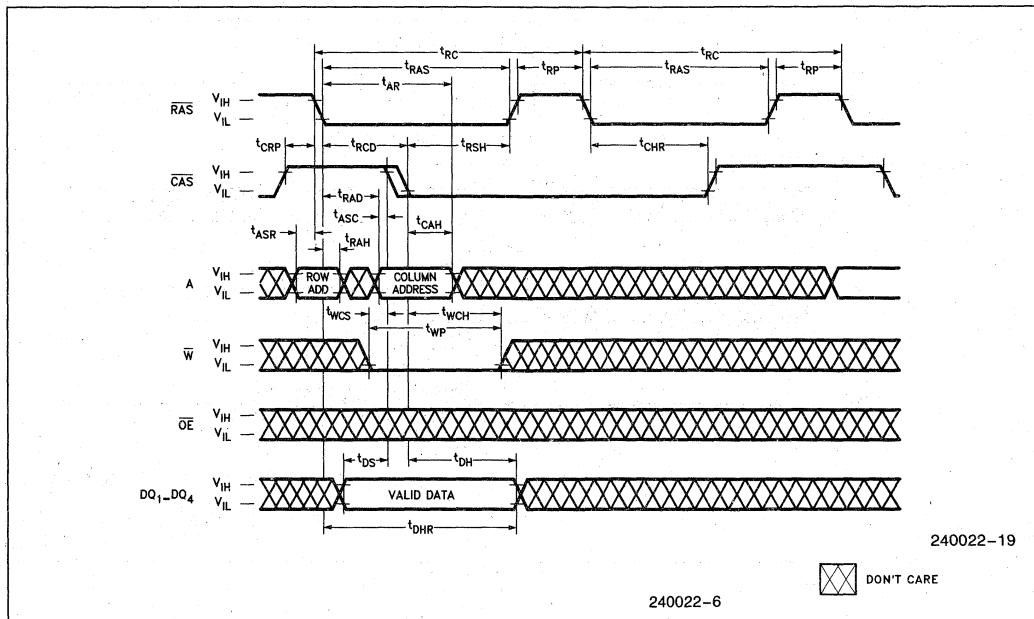 tRC tRC
tRAS tRP tRAS tRP
tAR
RAS VIH VIL
tCRP tRCD tRSH tCHR
CAS VIH VIL
tRAD
tASC tCAH
tASR tRAH
A VIH VIL ROW ADD COLUMN ADDRESS
tWCS tWCH
tWP
W VIH VIL
OE VIH VIL
tDS tDH
DQ1–DQ4 VIH VIL VALID DATA
tDHR
240022–19
DON'T CARE
240022–6